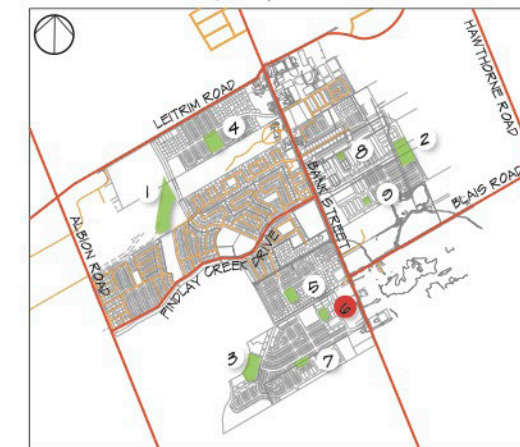 LEITRIM ROAD
HAWTHORNE ROAD
4
8
2
1
BANK STREET
9
BLAIS ROAD
ALBION ROAD
FINDLAY CREEK DRIVE
5
6
3
7